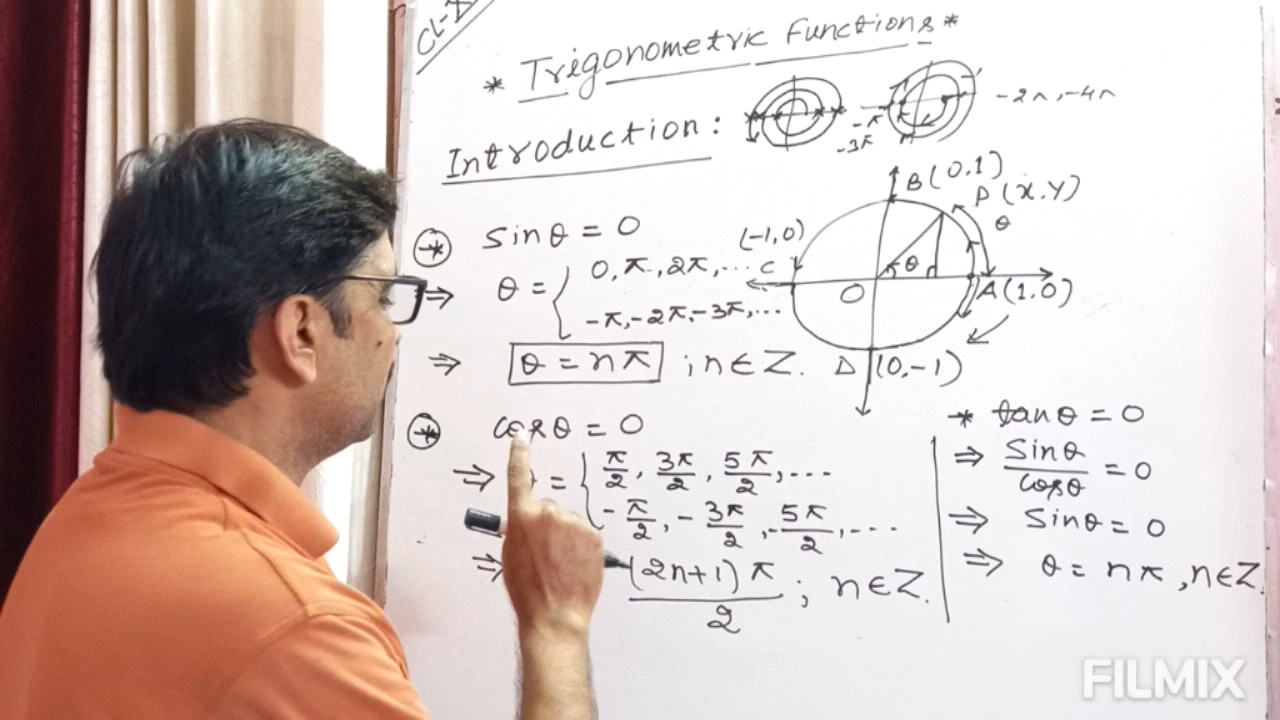 CL-X
* Trigonometric Functions *
Introduction:
-π
-3π
-2π, -4π
B(0,1)
P(x,y)
θ
(-1,0)
C
θ
O
A(1,0)
D(0,-1)
* sinθ = 0
⇒ θ = { 0, π, 2π, ...
-π, -2π, -3π, ...
⇒ θ = nπ ; n∈Z.
* cosθ = 0
⇒ = { π/2, 3π/2, 5π/2, ...
-π/2, -3π/2, -5π/2, ...
⇒ (2n+1)π/2 ; n∈Z.
* tanθ = 0
⇒ Sinθ/cosθ = 0
⇒ Sinθ = 0
⇒ θ = nπ, n∈Z.
FILMIX